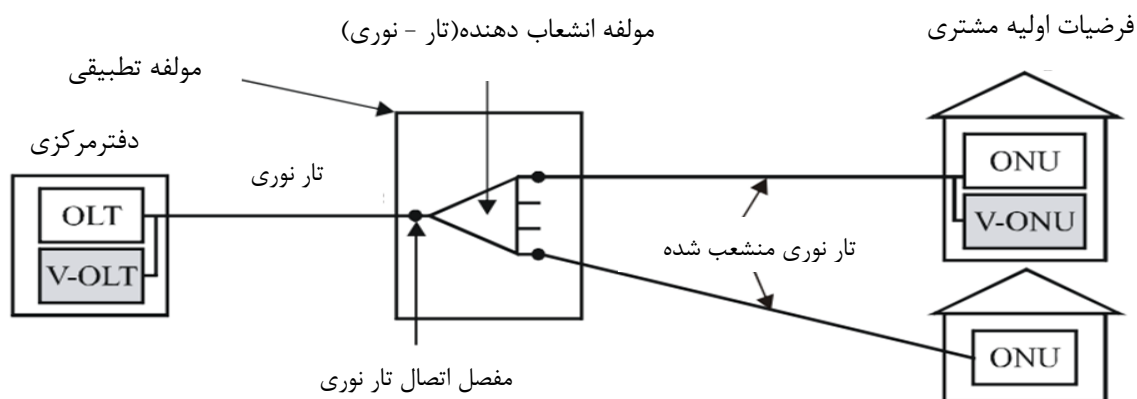 مولفه انشعاب دهنده(تار - نوری)
فرضیات اولیه مشتری
مولفه تطبیقی
دفترمرکزی
تار نوری
OLT
V-OLT
ONU
V-ONU
تار نوری منشعب شده
ONU
مفصل اتصال تار نوری